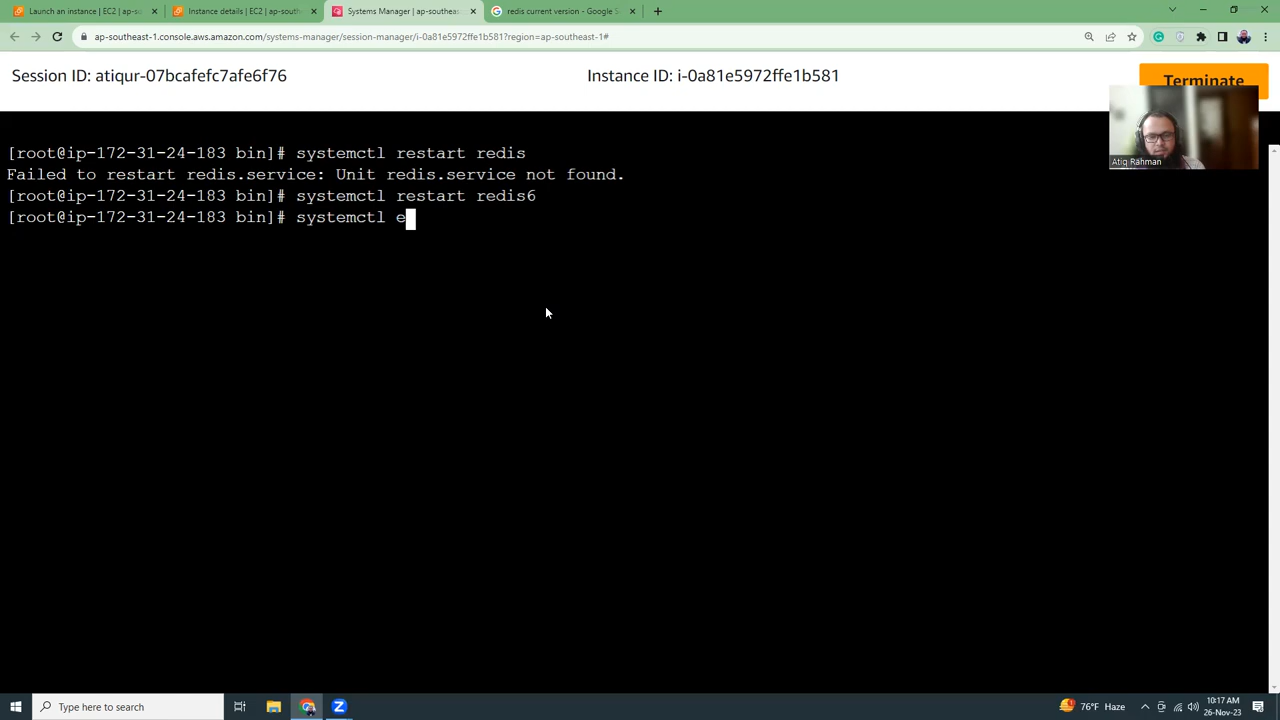 Launch an instance | EC2 | ap-so
Instance details | EC2 | ap-south
Systems Manager | ap-southeast-
redis current version - Google S
ap-southeast-1.console.aws.amazon.com/systems-manager/session-manager/i-0a81e5972ffe1b581?region=ap-southeast-1#
Session ID: atiqur-07bcafefc7afe6f76
Instance ID: i-0a81e5972ffe1b581
Terminate
Atiq Rahman
[root@ip-172-31-24-183 bin]# systemctl restart redis
Failed to restart redis.service: Unit redis.service not found.
[root@ip-172-31-24-183 bin]# systemctl restart redis6
[root@ip-172-31-24-183 bin]# systemctl e
Type here to search
76°F Haze
10:17 AM
26-Nov-23